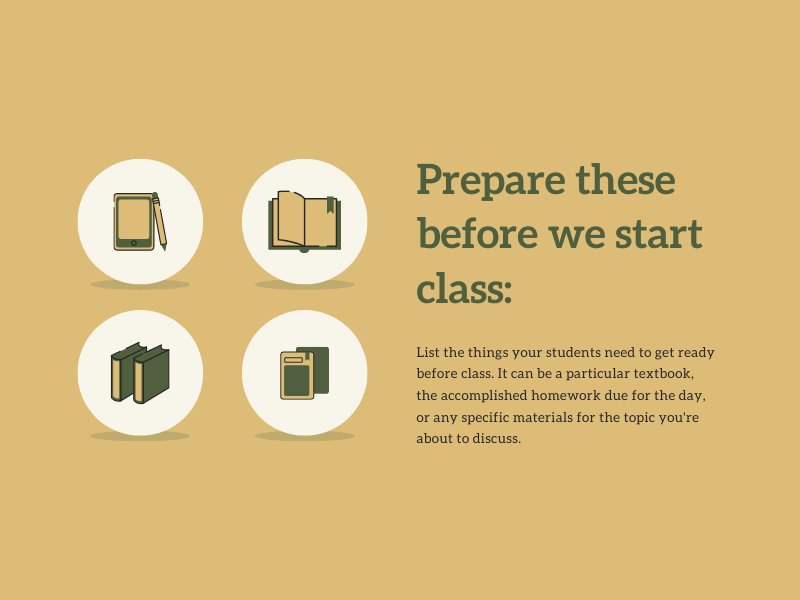 Prepare these
before we start
class:
List the things your students need to get ready
before class. It can be a particular textbook,
the accomplished homework due for the day,
or any specific materials for the topic you're
about to discuss.